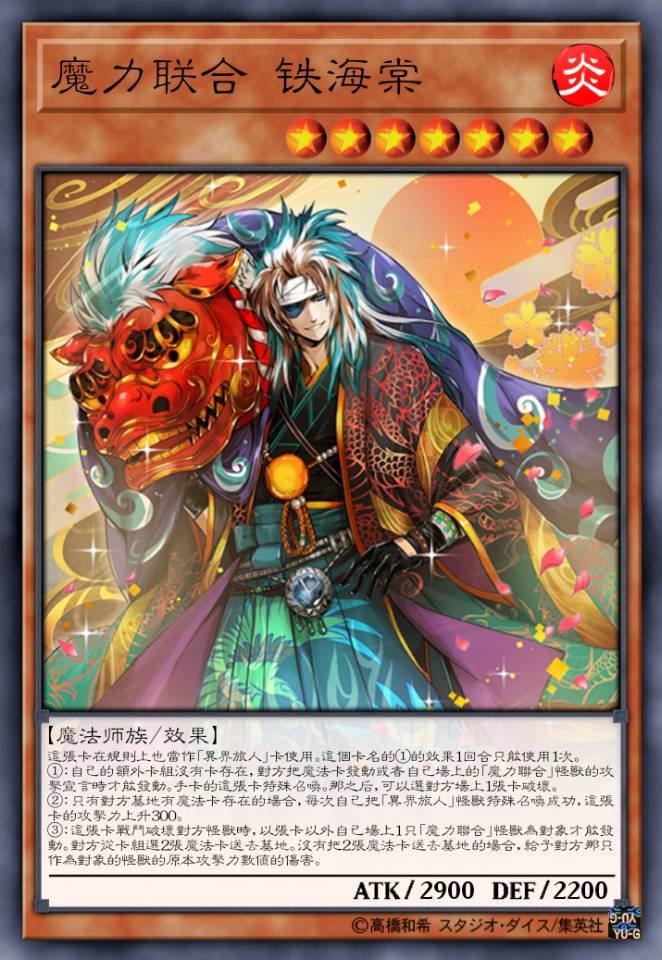 魔力联合 铁海棠
炎
【魔法师族/效果】
這張卡在規則上也當作「異界旅人」卡使用。這個卡名的①的效果1回合只能使用1次。
①：自己的額外卡組沒有卡存在，對方把魔法卡發動或者自己場上的「魔力聯合」怪獸的攻
擊宣言時才能發動。手卡的這張卡特殊召喚。那之后，可以選對方場上1張卡破壞。
②：只有對方墓地有魔法卡存在的場合，每次自己把「異界旅人」怪獸特殊召喚成功，這張
卡的攻擊力上升300。
③：這張卡戰鬥破壞對方怪獸時，以張卡以外自己場上1只「魔力聯合」怪獸為對象才能發
動。對方從卡組選2張魔法卡送去墓地。沒有把2張魔法卡送去墓地的場合，給予對方那只
作為對象的怪獸的原本攻擊力數值的傷害。
ATK/2900 DEF/2200
©高橋和希 スタジオ·ダイス/集英社
YU-G
YU-G